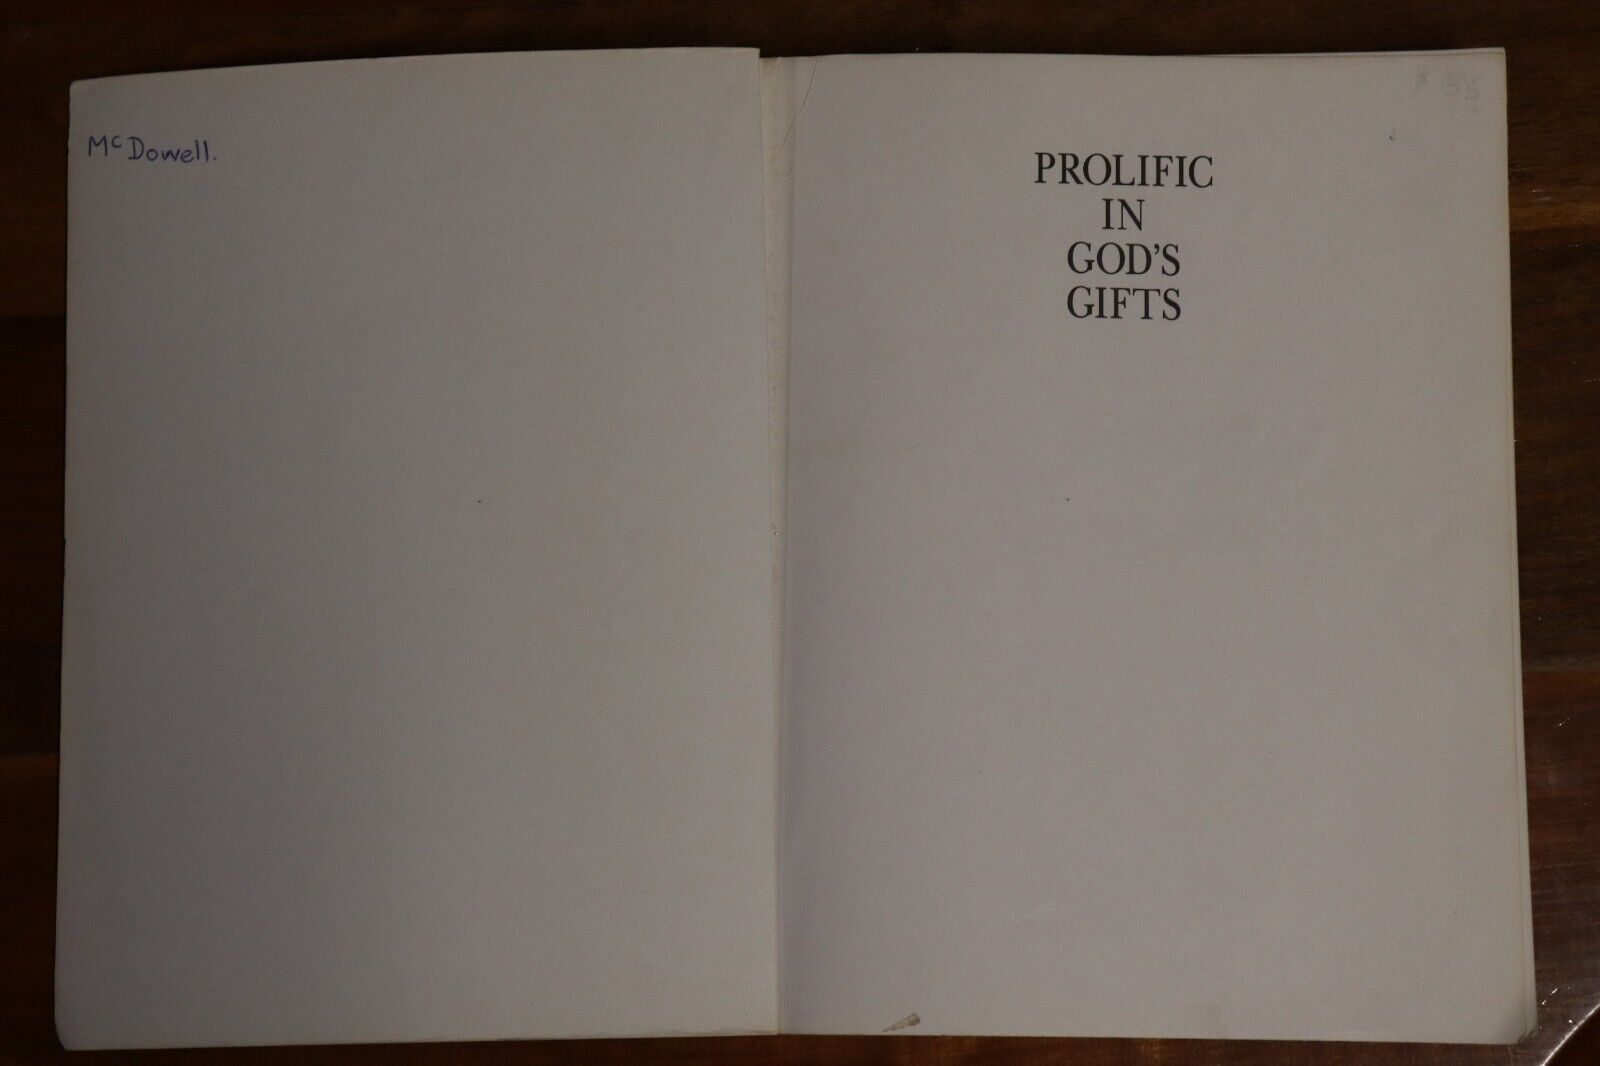 McDowell.
PROLIFIC
IN
GOD'S
GIFTS